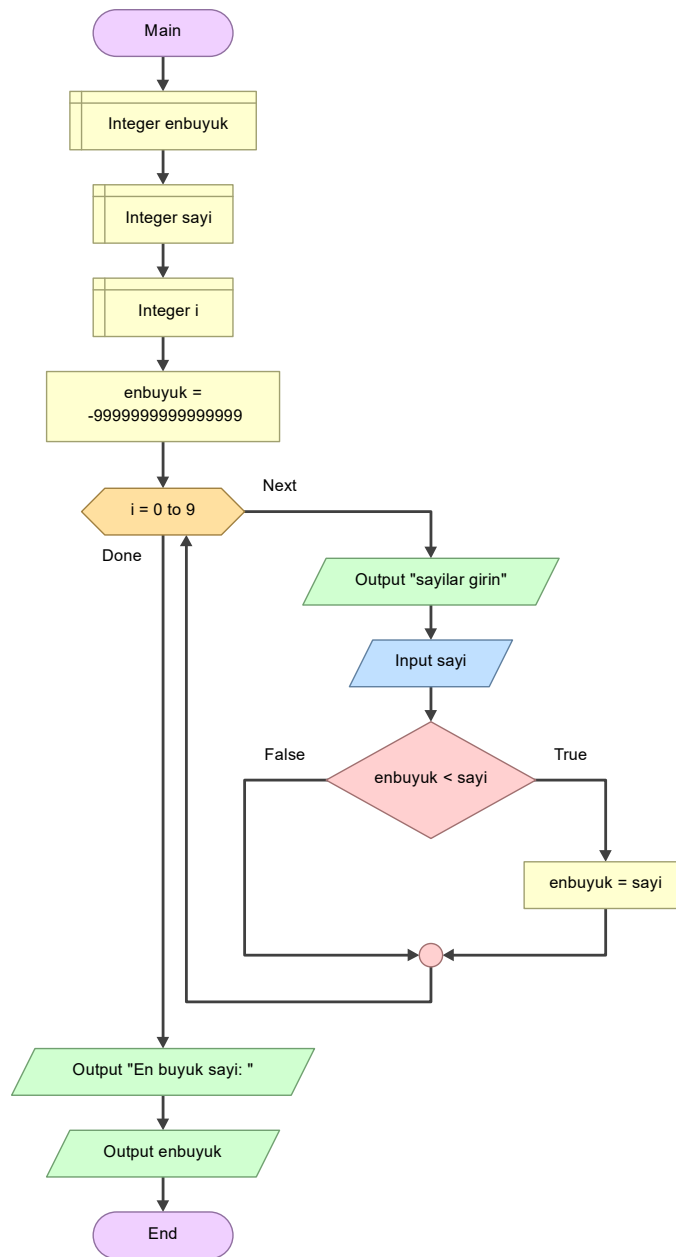 Main
Integer enbuyuk
Integer sayi
Integer i
enbuyuk =
-9999999999999999
i = 0 to 9
Next
Done
Output "sayilar girin"
Input sayi
False
enbuyuk < sayi
True
enbuyuk = sayi
Output "En buyuk sayi: "
Output enbuyuk
End